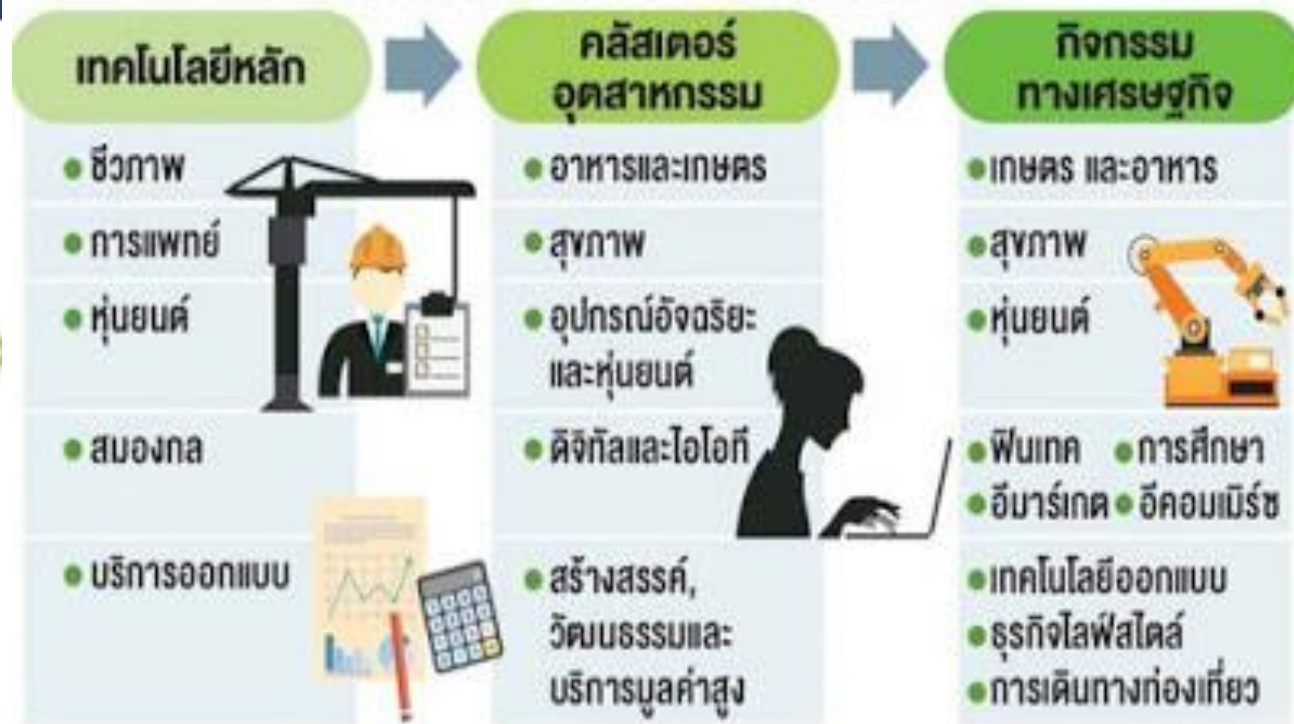 เทคโนโลยีหลัก
คลัสเตอร์
อุตสาหกรรม
กิจกรรม
ทางเศรษฐกิจ
• ชีวภาพ
• อาหารและเกษตร
• เกษตร และอาหาร
• การแพทย์
• สุขภาพ
• สุขภาพ
• หุ่นยนต์
• อุปกรณ์อัจฉริยะ
และหุ่นยนต์
• หุ่นยนต์
• สมองกล
• ดิจิทัลและไอโอที
• ฟินเทค • การศึกษา
• อีมาร์เกต • อีคอมเมิร์ซ
• บริการออกแบบ
• สร้างสรรค์,
วัฒนธรรมและ
บริการมูลค่าสูง
• เทคโนโลยีออกแบบ
• ธุรกิจไลฟ์สไตล์
• การเดินทางท่องเที่ยว